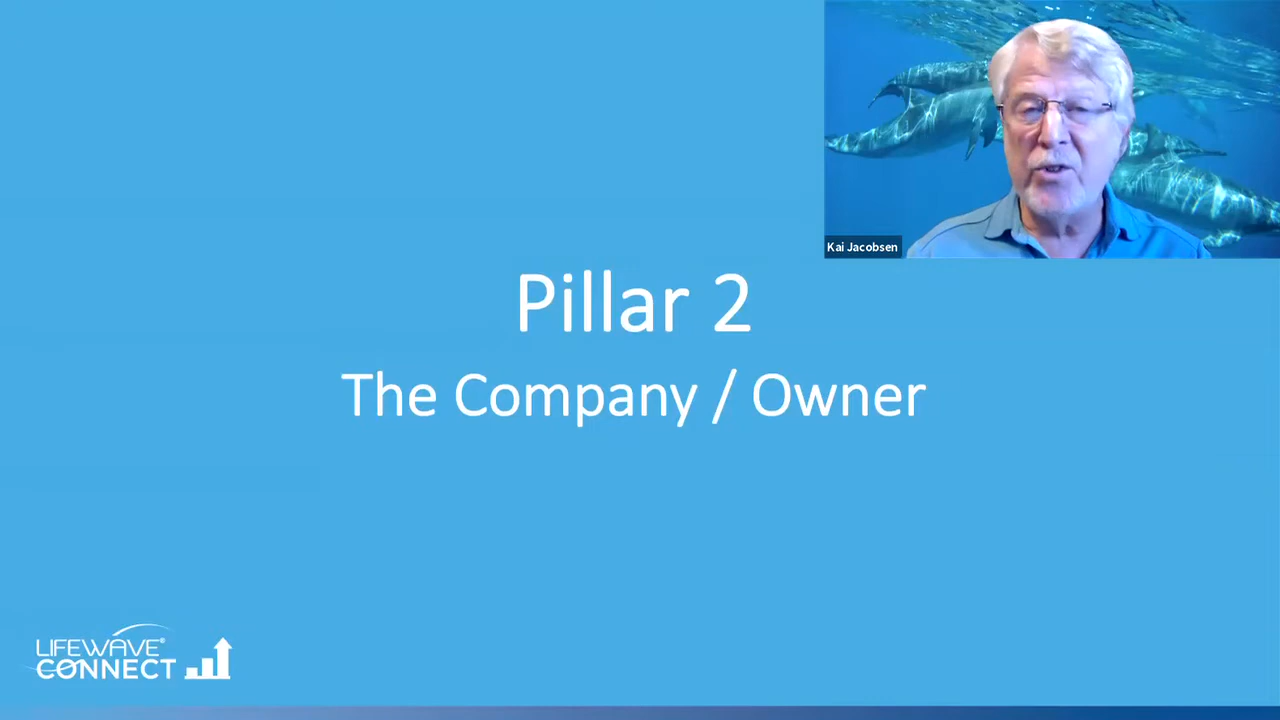 Kai Jacobsen
Pillar 2
The Company / Owner
LIFEWAVE®
CONNECT